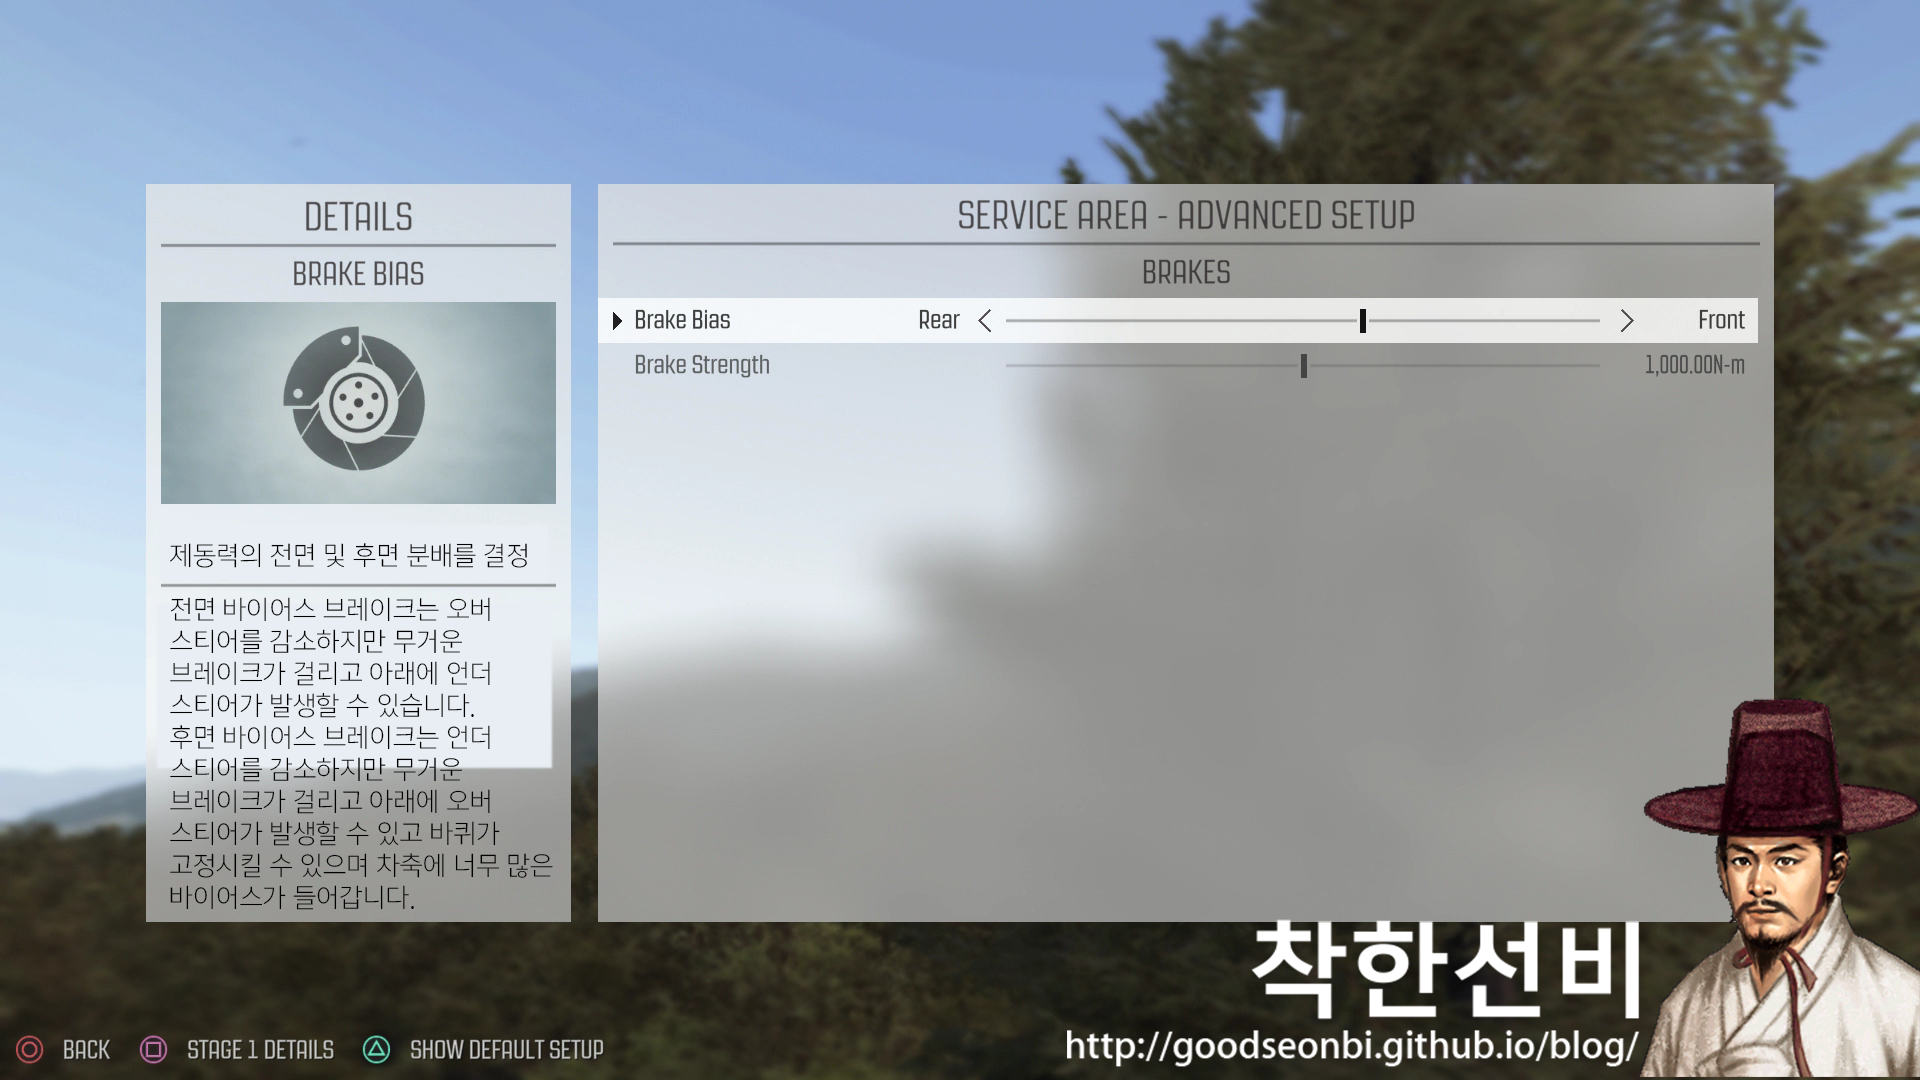 DETAILS
BRAKE BIAS
제동력의 전면 및 후면 분배를 결정
전면 바이어스 브레이크는 오버
스티어를 감소하지만 무거운
브레이크가 걸리고 아래에 언더
스티어가 발생할 수 있습니다.
후면 바이어스 브레이크는 언더
스티어를 감소하지만 무거운
브레이크가 걸리고 아래에 오버
스티어가 발생할 수 있고 바퀴가
고정시킬 수 있으며 차축에 너무 많은
바이어스가 들어갑니다.
SERVICE AREA - ADVANCED SETUP
BRAKES
Brake Bias Rear Front
Brake Strength 1,000.00N-m
착한선비
http://goodseonbi.github.io/blog/
BACK STAGE 1 DETAILS SHOW DEFAULT SETUP